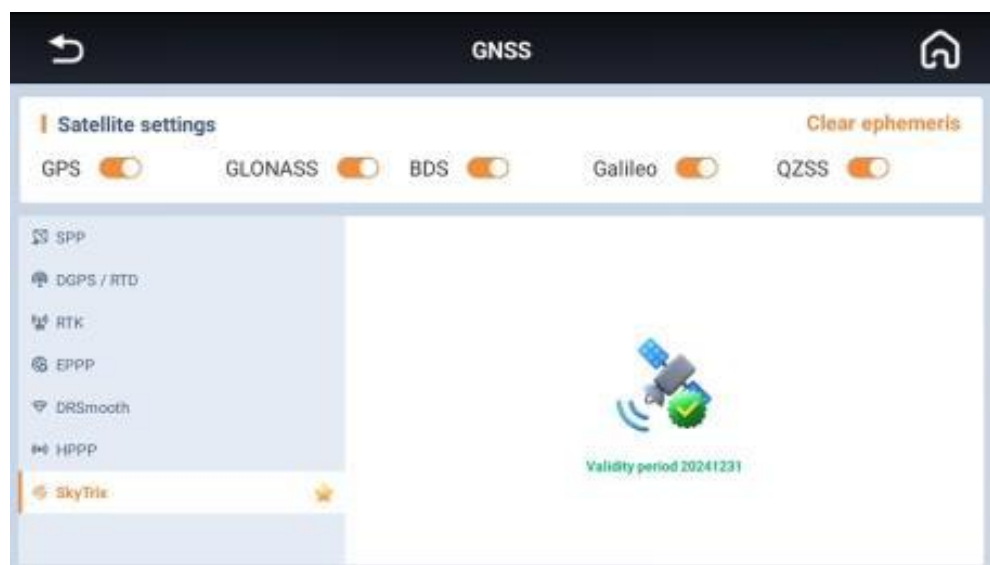 GNSS
Satellite settings
Clear ephemeris
GPS
GLONASS
BDS
Galileo
QZSS
SPP
DGPS / RTD
RTK
EPPP
DRSmooth
HPPP
SkyTrix
Validity period 20241231